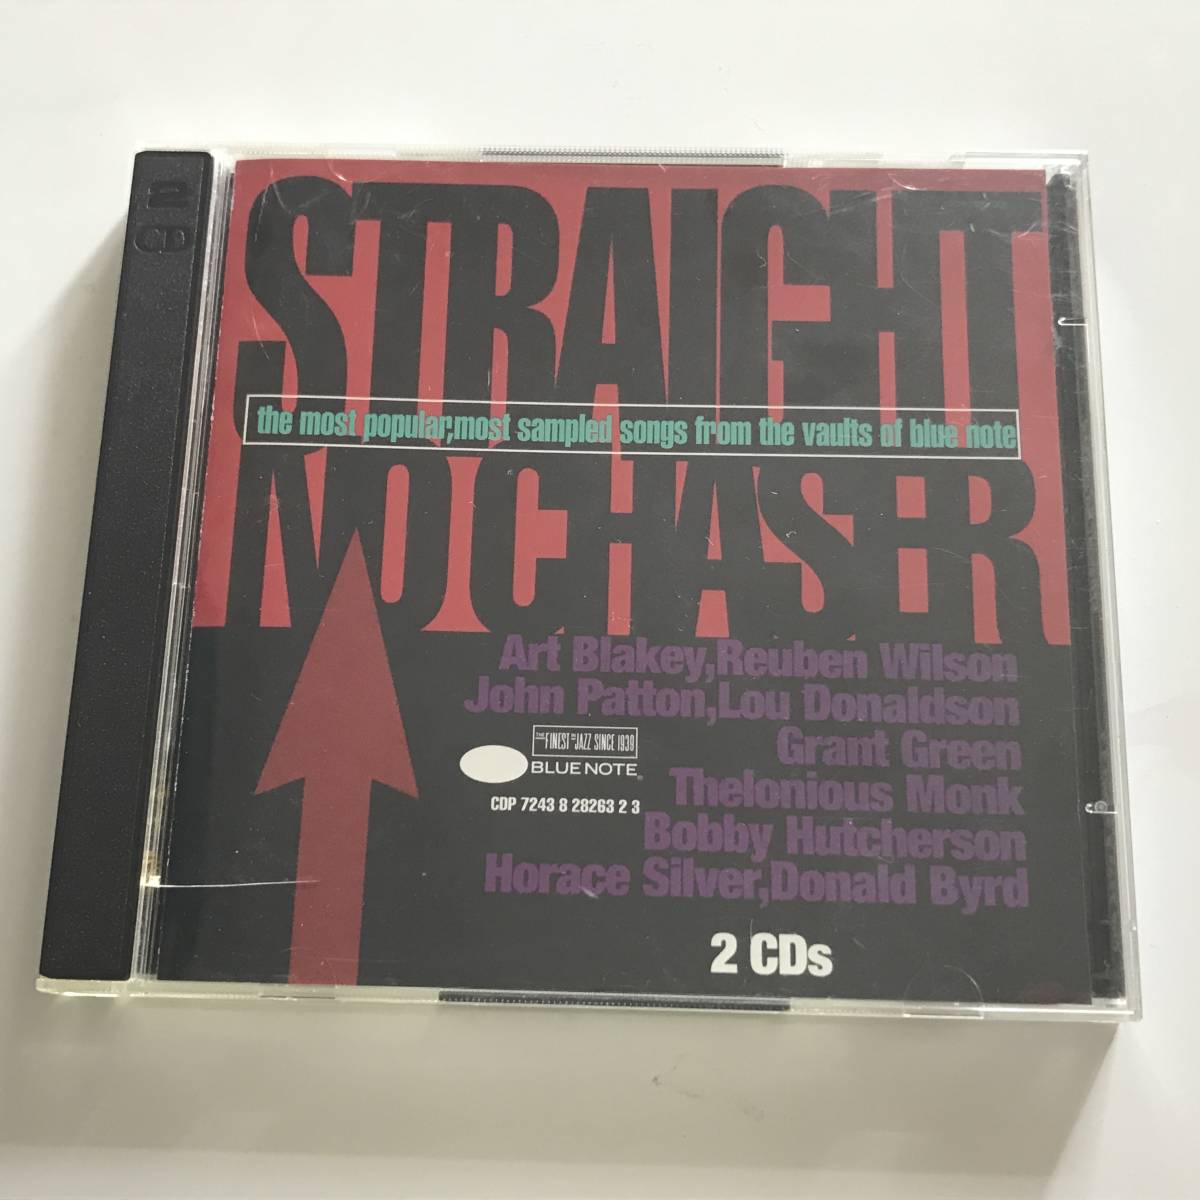 2
CD
STRAIGHT
the most popular,most sampled songs from the vaults of blue note
NO CHASER
Art Blakey,Reuben Wilson
John Patton,Lou Donaldson
Grant Green
Thelonious Monk
Bobby Hutcherson
Horace Silver,Donald Byrd
THE FINEST IN JAZZ SINCE 1939
BLUE NOTE®
CDP 7243 8 28263 2 3
2 CDs